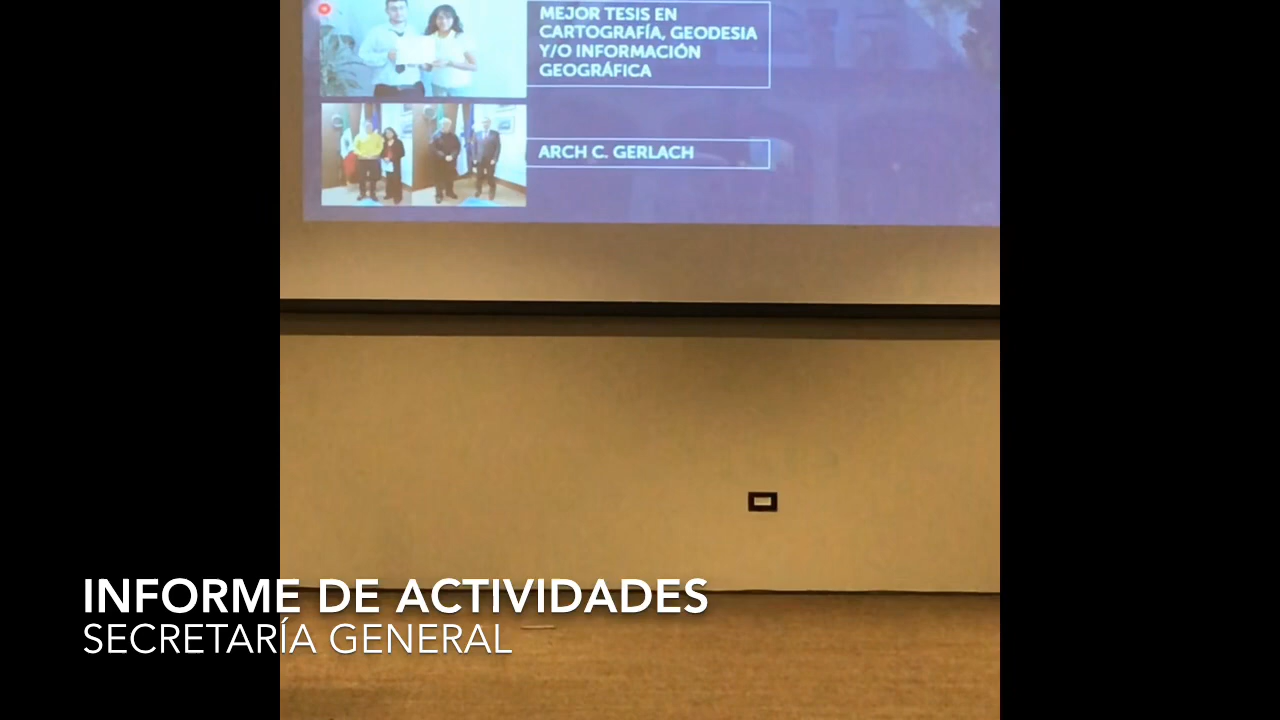 MEJOR TESIS EN
CARTOGRAFÍA, GEODESIA
Y/O INFORMACIÓN
GEOGRÁFICA
ARCH C. GERLACH
INFORME DE ACTIVIDADES
SECRETARÍA GENERAL